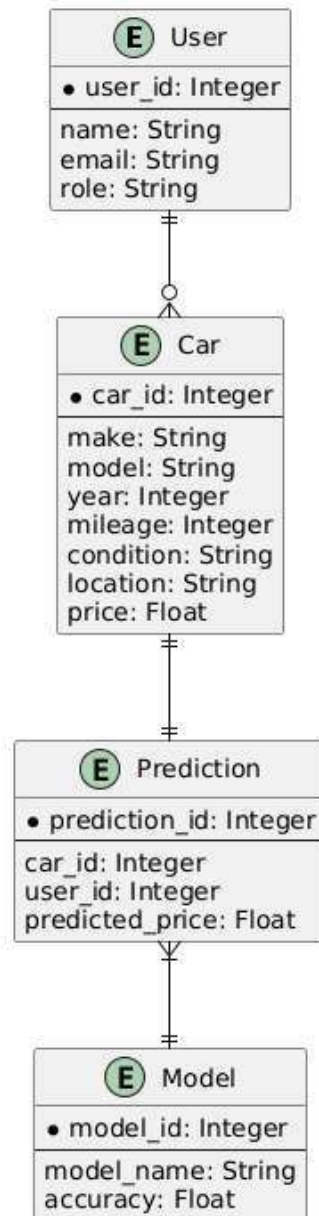 E User
• user_id: Integer
name: String
email: String
role: String
E Car
• car_id: Integer
make: String
model: String
year: Integer
mileage: Integer
condition: String
location: String
price: Float
E Prediction
• prediction_id: Integer
car_id: Integer
user_id: Integer
predicted_price: Float
E Model
• model_id: Integer
model_name: String
accuracy: Float